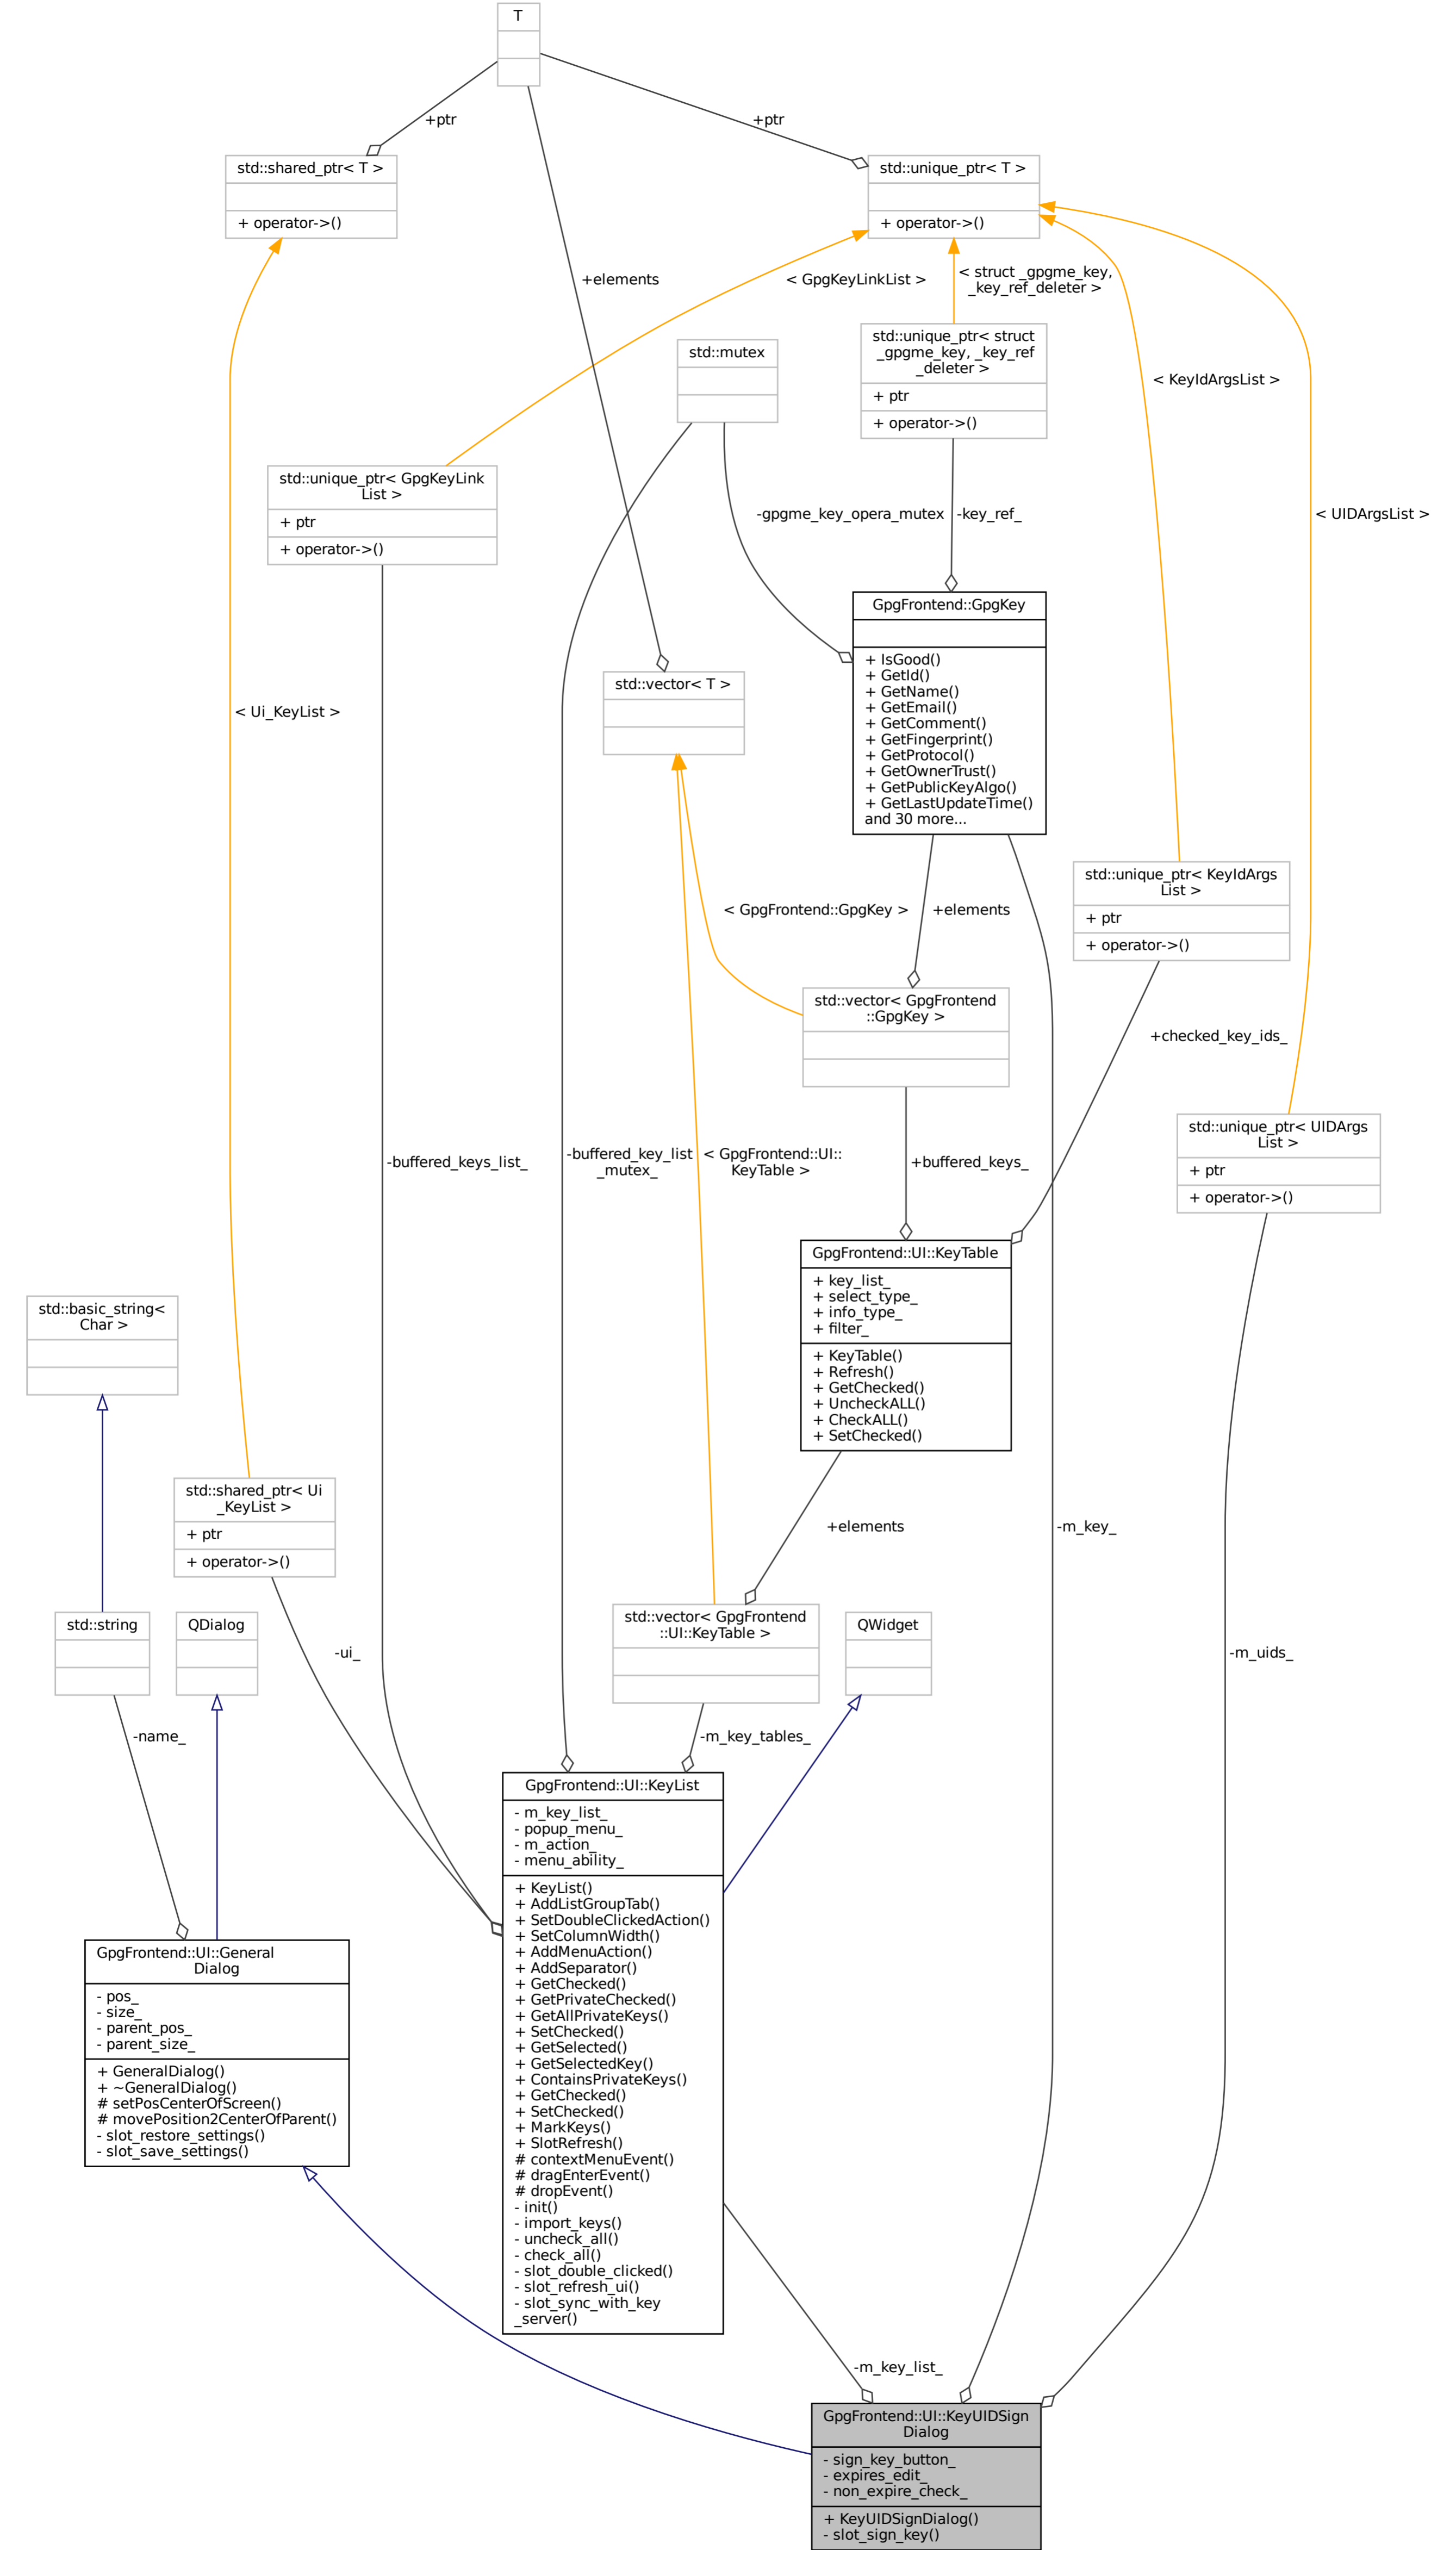 T
+ptr
+ptr
std::shared_ptr< T >
+ operator->()
std::unique_ptr< T >
+ operator->()
+elements
< GpgKeyLinkList >
< struct _gpgme_key,
_key_ref_deleter >
std::unique_ptr< struct
_gpgme_key, _key_ref
_deleter >
+ ptr
+ operator->()
std::mutex
< KeyIdArgsList >
std::unique_ptr< GpgKeyLink
List >
+ ptr
+ operator->()
-gpgme_key_opera_mutex
-key_ref_
< UIDArgsList >
GpgFrontend::GpgKey
+ IsGood()
+ GetId()
+ GetName()
+ GetEmail()
+ GetComment()
+ GetFingerprint()
+ GetProtocol()
+ GetOwnerTrust()
+ GetPublicKeyAlgo()
+ GetLastUpdateTime()
and 30 more...
std::vector< T >
< Ui_KeyList >
std::unique_ptr< KeyIdArgs
List >
+ ptr
+ operator->()
< GpgFrontend::GpgKey >
+elements
std::vector< GpgFrontend
::GpgKey >
+checked_key_ids_
std::unique_ptr< UIDArgs
List >
+ ptr
+ operator->()
-buffered_keys_list_
-buffered_key_list
_mutex_
< GpgFrontend::UI::
KeyTable >
+buffered_keys_
GpgFrontend::UI::KeyTable
+ key_list_
+ select_type_
+ info_type_
+ filter_
+ KeyTable()
+ Refresh()
+ GetChecked()
+ UncheckALL()
+ CheckALL()
+ SetChecked()
std::basic_string<
Char >
std::shared_ptr< Ui
_KeyList >
+ ptr
+ operator->()
+elements
-m_key_
std::string
QDialog
-ui_
std::vector< GpgFrontend
::UI::KeyTable >
QWidget
-m_uids_
-name_
-m_key_tables_
GpgFrontend::UI::KeyList
- m_key_list_
- popup_menu_
- m_action_
- menu_ability_
+ KeyList()
+ AddListGroupTab()
+ SetDoubleClickedAction()
+ SetColumnWidth()
+ AddMenuAction()
+ AddSeparator()
+ GetChecked()
+ GetPrivateChecked()
+ GetAllPrivateKeys()
+ SetChecked()
+ GetSelected()
+ GetSelectedKey()
+ ContainsPrivateKeys()
+ GetChecked()
+ SetChecked()
+ MarkKeys()
+ SlotRefresh()
# contextMenuEvent()
# dragEnterEvent()
# dropEvent()
- init()
- import_keys()
- uncheck_all()
- check_all()
- slot_double_clicked()
- slot_refresh_ui()
- slot_sync_with_key
_server()
GpgFrontend::UI::General
Dialog
- pos_
- size_
- parent_pos_
- parent_size_
+ GeneralDialog()
+ ~GeneralDialog()
# setPosCenterOfScreen()
# movePosition2CenterOfParent()
- slot_restore_settings()
- slot_save_settings()
-m_key_list_
GpgFrontend::UI::KeyUIDSign
Dialog
- sign_key_button_
- expires_edit_
- non_expire_check_
+ KeyUIDSignDialog()
- slot_sign_key()